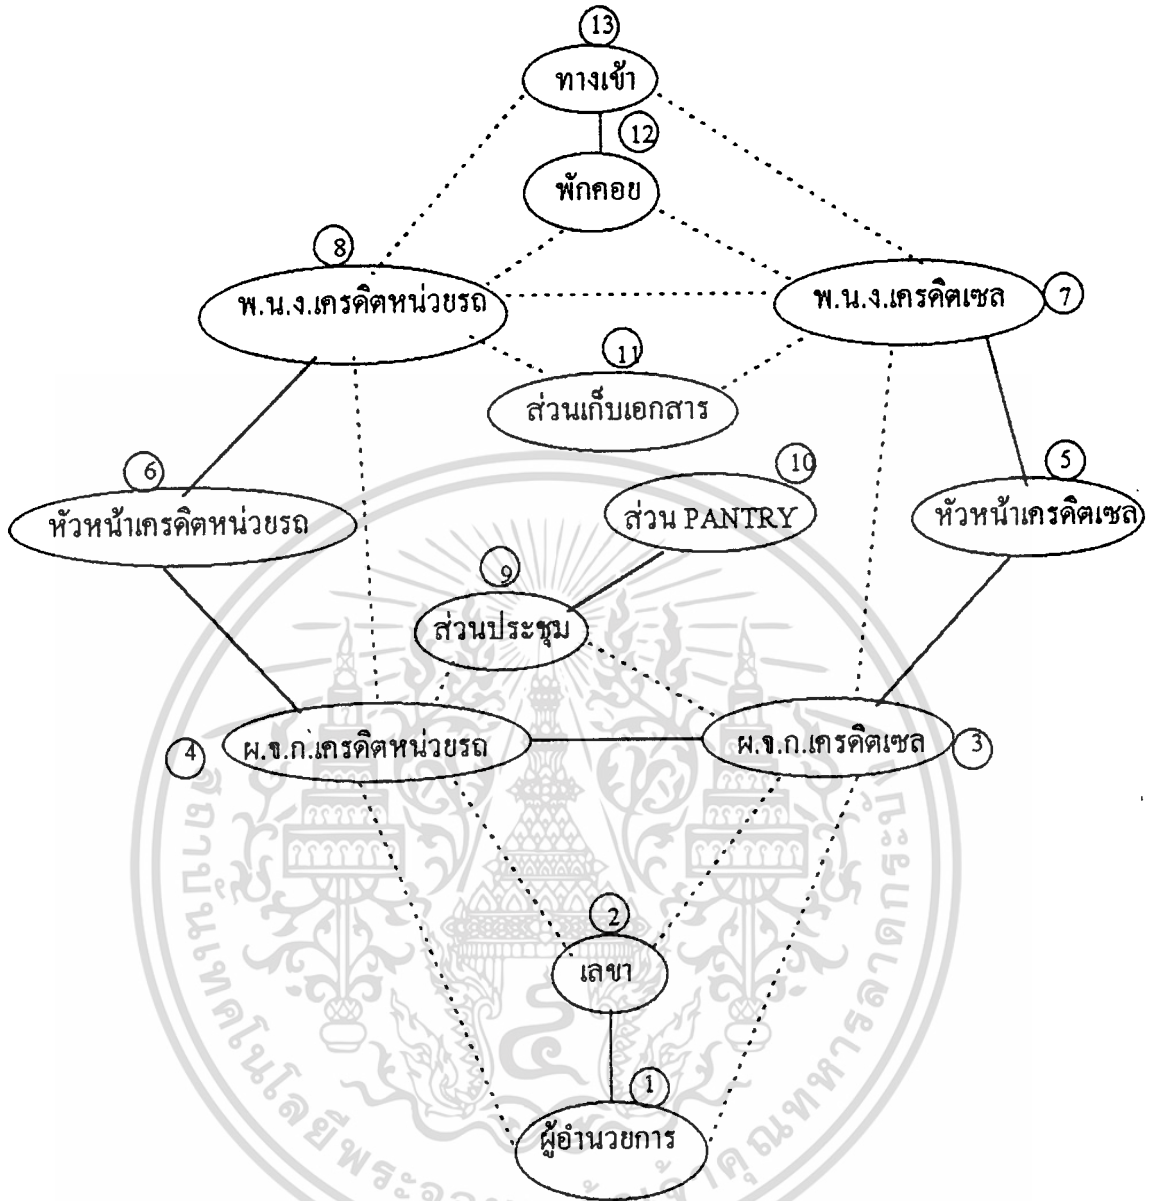 13
ทางเข้า
12
พักคอย
8
พ.น.ง.เครดิตหน่วยรถ
พ.น.ง.เครดิตเซล
7
11
ส่วนเก็บเอกสาร
6
หัวหน้าเครดิตหน่วยรถ
10
ส่วน PANTRY
5
หัวหน้าเครดิตเซล
9
ส่วนประชุม
4
ผ.จ.ก.เครดิตหน่วยรถ
ผ.จ.ก.เครดิตเซล
3
2
เลขา
1
ผู้อำนวยการ